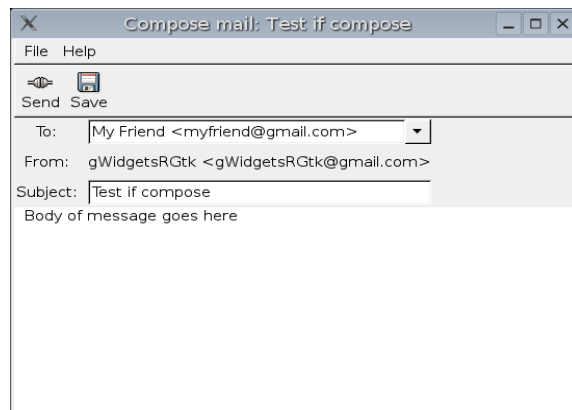 Compose mail: Test if compose
File Help
Send Save
To: My Friend <myfriend@gmail.com>
From: gWidgetsRGtk <gWidgetsRGtk@gmail.com>
Subject: Test if compose
Body of message goes here